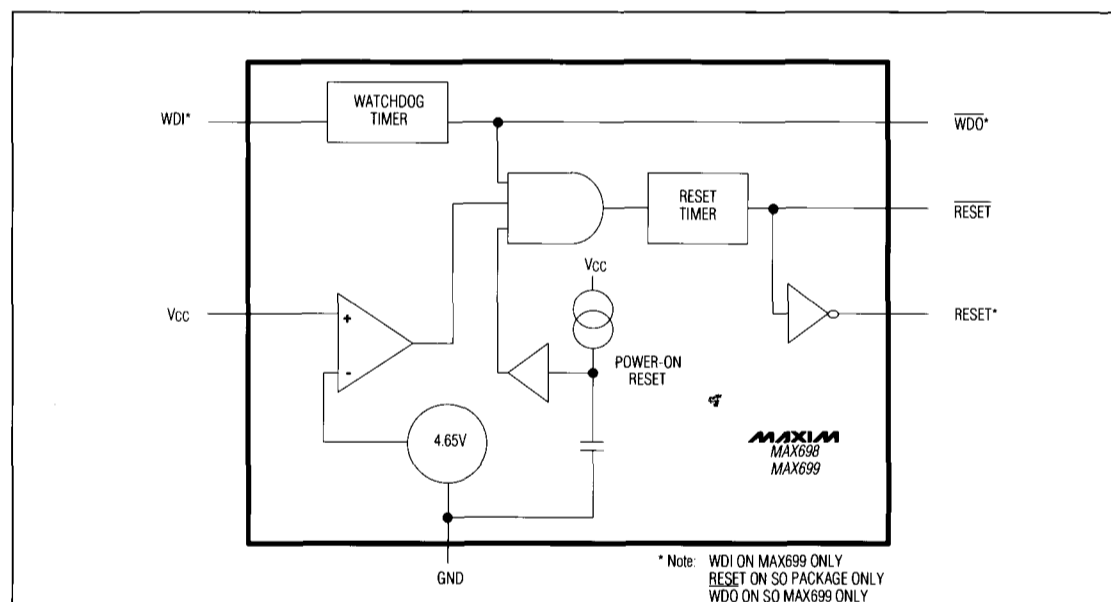 WATCHDOG
TIMER
WDI*
WDO*
RESET
TIMER
RESET
VCC
VCC
+
-
POWER-ON
RESET
RESET*
4.65V
MAXIM
MAX698
MAX699
GND
* Note: WDI ON MAX699 ONLY
RESET ON SO PACKAGE ONLY
WDO ON SO MAX699 ONLY